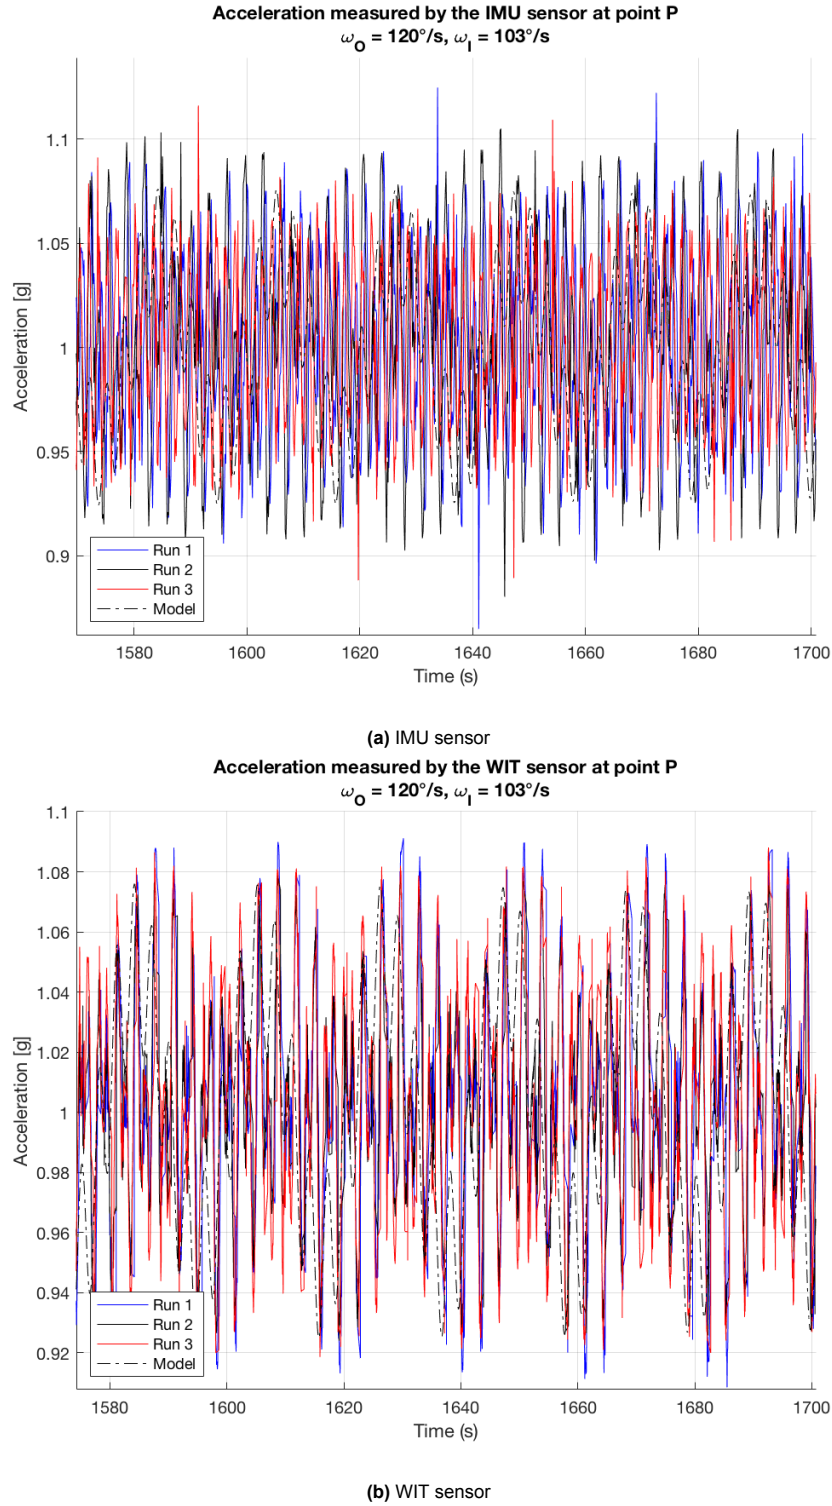 Acceleration measured by the IMU sensor at point P
ω_O = 120°/s, ω_I = 103°/s
Acceleration [g]
1.1
1.05
1
0.95
0.9
Run 1
Run 2
Run 3
Model
1580 1600 1620 1640 1660 1680 1700
Time (s)
(a) IMU sensor
Acceleration measured by the WIT sensor at point P
ω_O = 120°/s, ω_I = 103°/s
Acceleration [g]
1.1
1.08
1.06
1.04
1.02
1
0.98
0.96
0.94
0.92
Run 1
Run 2
Run 3
Model
1580 1600 1620 1640 1660 1680 1700
Time (s)
(b) WIT sensor